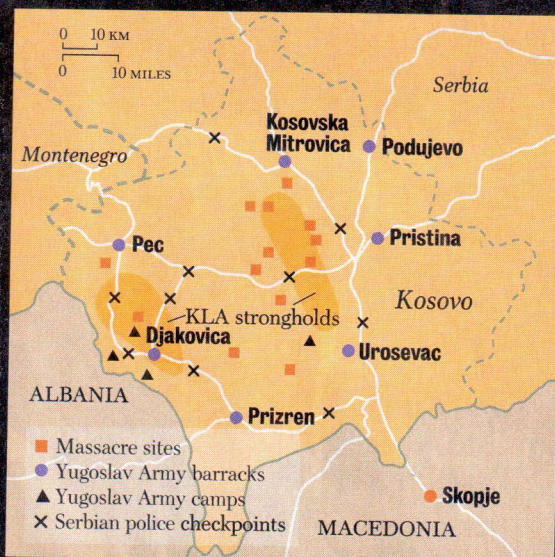 0 10 KM
0 10 MILES
Serbia
Kosovska
Mitrovica
Podujevo
Montenegro
Pec
Pristina
Kosovo
KLA strongholds
Djakovica
Urosevac
ALBANIA
Prizren
Massacre sites
Yugoslav Army barracks
Yugoslav Army camps
Serbian police checkpoints
Skopje
MACEDONIA